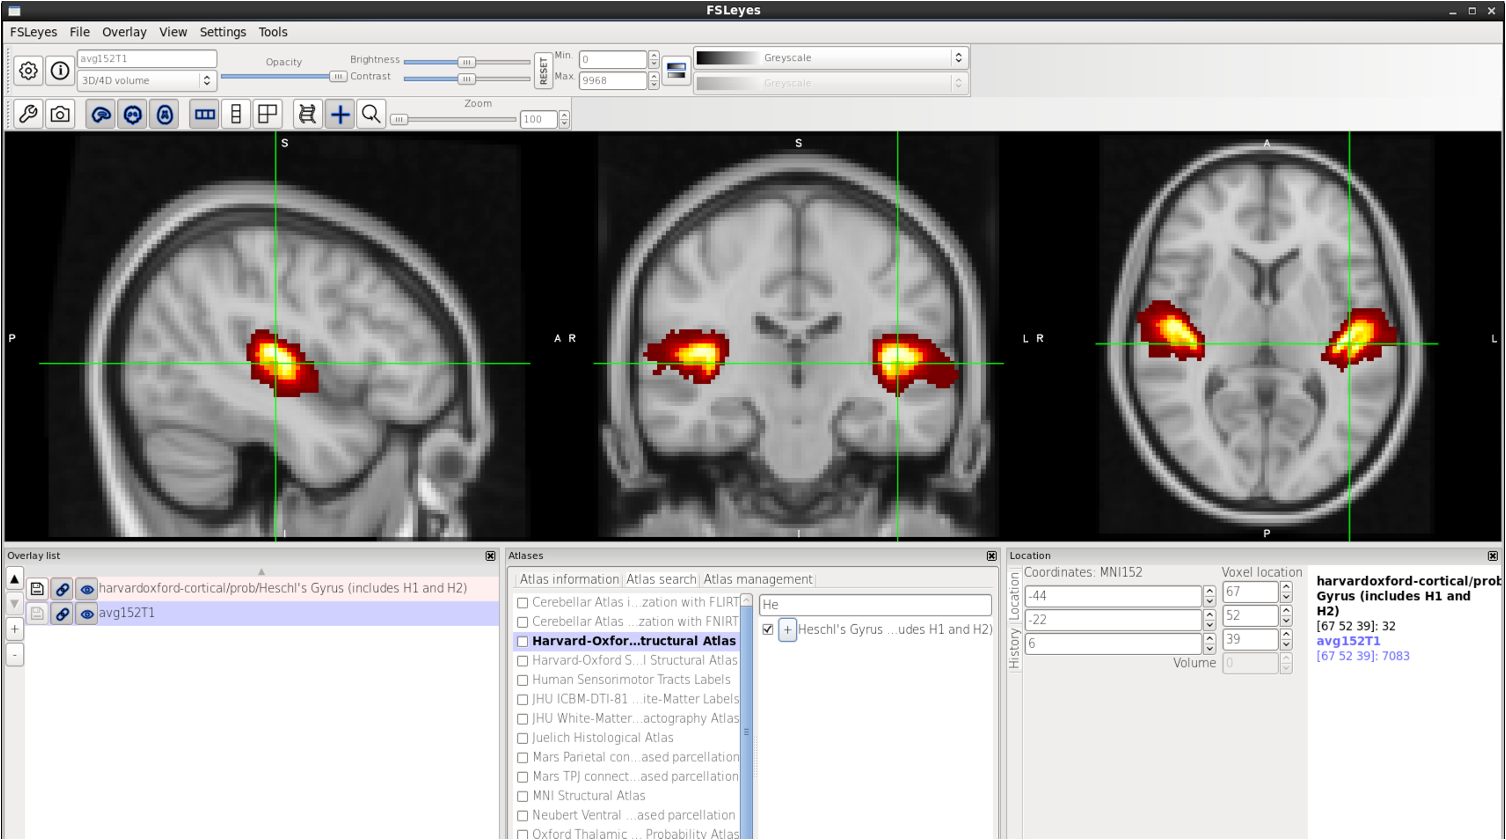 FSLeyes
FSLeyes File Overlay View Settings Tools
avg152T1
3D/4D volume
Opacity
Brightness
Contrast
RESET
Min. 0
Max. 9968
Greyscale
Greyscale
Zoom
100
S
P
A
I
S
R
L
I
A
R
L
P
L
Overlay list
harvardoxford-cortical/prob/Heschl's Gyrus (includes H1 and H2)
avg152T1
+
-
Atlases
Atlas information Atlas search Atlas management
Cerebellar Atlas i...zation with FLIRT
Cerebellar Atlas ...zation with FNIRT
Harvard-Oxfor...tructural Atlas
Harvard-Oxford S...l Structural Atlas
Human Sensorimotor Tracts Labels
JHU ICBM-DTI-81 ...ite-Matter Labels
JHU White-Matter...actography Atlas
Juelich Histological Atlas
Mars Parietal con...ased parcellation
Mars TPJ connect...ased parcellation
MNI Structural Atlas
Neubert Ventral ...ased parcellation
Oxford Thalamic ... Probability Atlas
He
+ Heschl's Gyrus ...udes H1 and H2)
Location
Location
History
Coordinates: MNI152
-44
-22
6
Voxel location
67
52
39
Volume 0
harvardoxford-cortical/prob
Gyrus (includes H1 and
H2)
[67 52 39]: 32
avg152T1
[67 52 39]: 7083